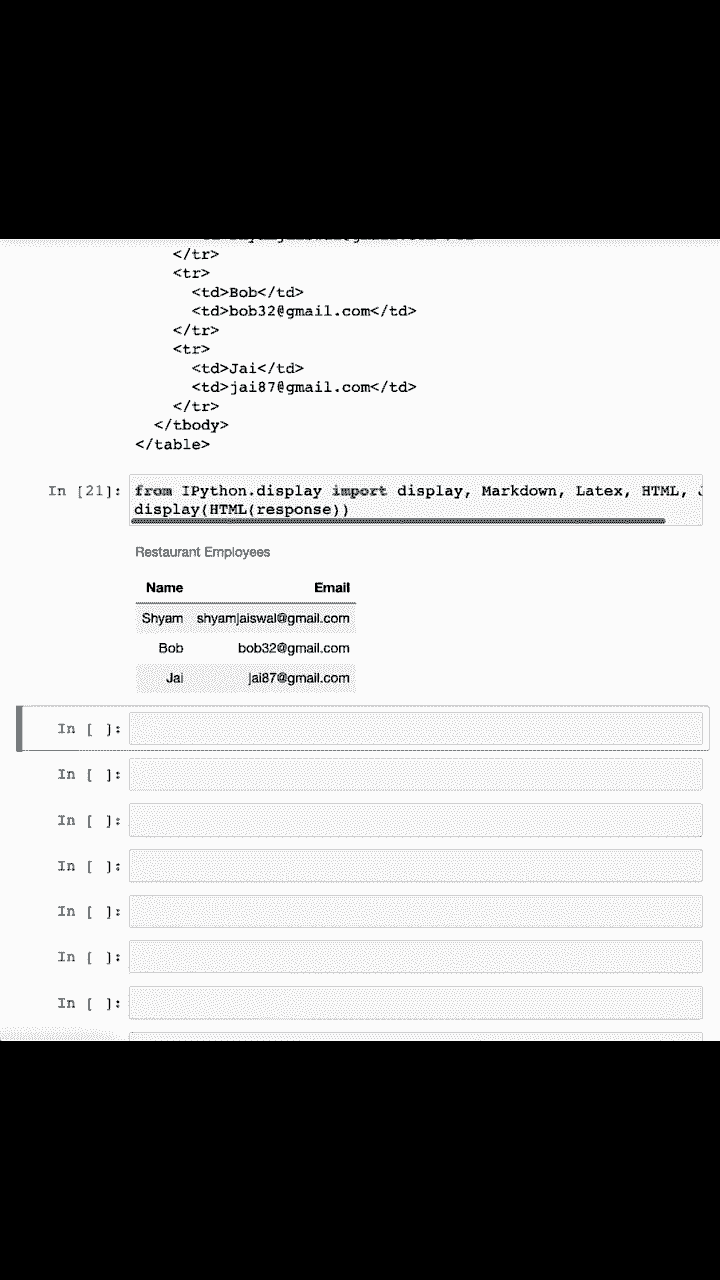 </tr>
<tr>
<td>Bob</td>
<td>bob32@gmail.com</td>
</tr>
<tr>
<td>Jai</td>
<td>jai87@gmail.com</td>
</tr>
</tbody>
</table>
In [21]: from IPython.display import display, Markdown, Latex, HTML,
display(HTML(response))
Restaurant Employees
Name Email
Shyam shyamjaiswal@gmail.com
Bob bob32@gmail.com
Jai jai87@gmail.com
In [ ]:
In [ ]:
In [ ]:
In [ ]:
In [ ]:
In [ ]:
In [ ]: